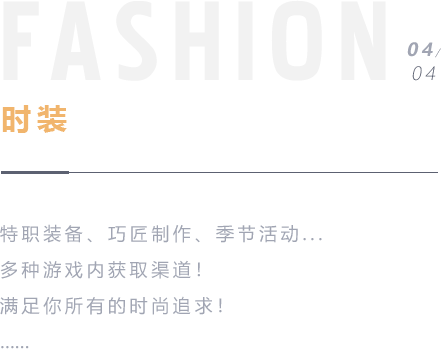 FASHION
04/
04
时装
特职装备、巧匠制作、季节活动...
多种游戏内获取渠道!
满足你所有的时尚追求!
......